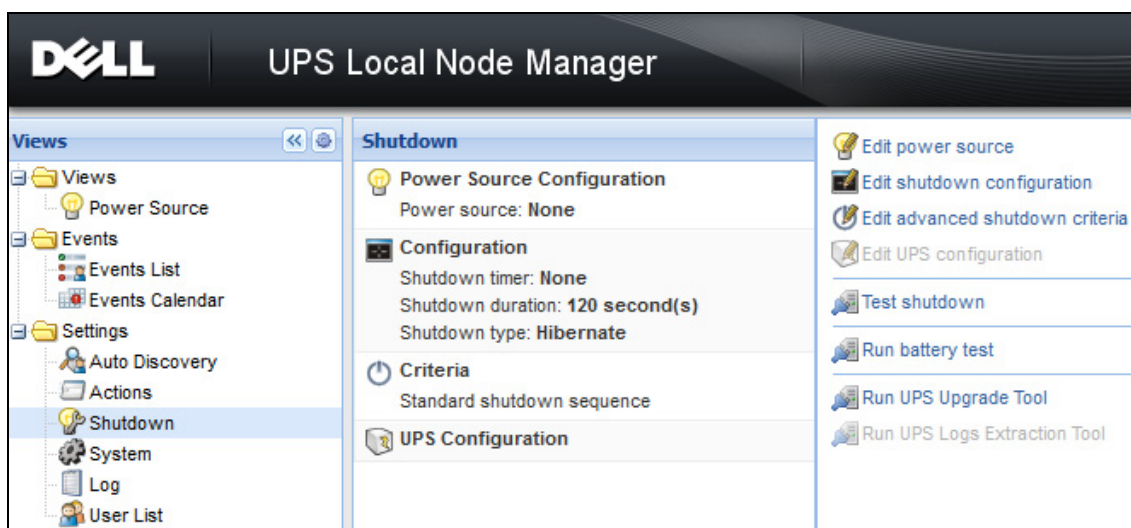 DELL
UPS Local Node Manager
Views
Views
Power Source
Events
Events List
Events Calendar
Settings
Auto Discovery
Actions
Shutdown
System
Log
User List
Shutdown
Power Source Configuration
Power source: None
Configuration
Shutdown timer: None
Shutdown duration: 120 second(s)
Shutdown type: Hibernate
Criteria
Standard shutdown sequence
UPS Configuration
Edit power source
Edit shutdown configuration
Edit advanced shutdown criteria
Edit UPS configuration
Test shutdown
Run battery test
Run UPS Upgrade Tool
Run UPS Logs Extraction Tool